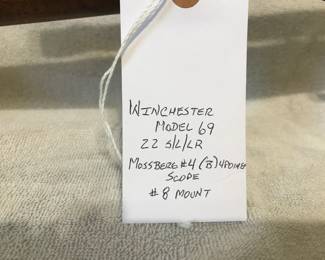 WINCHESTER
MODEL 69
22 S/L/LR
MOSSBERG #4 (B) 4POWER
SCOPE
#8 MOUNT